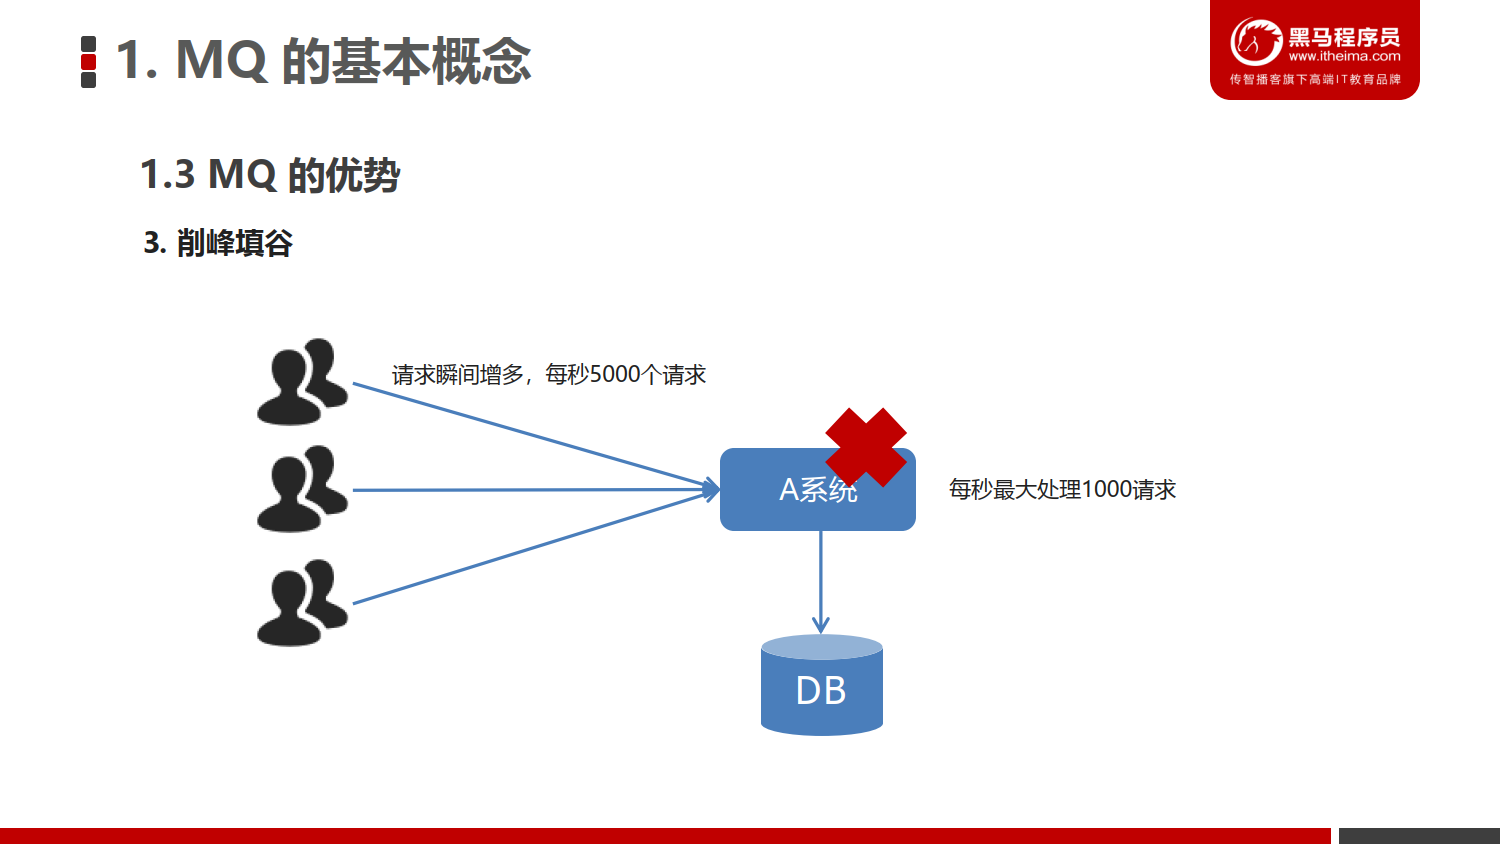 1. MQ 的基本概念
黑马程序员
www.itheima.com
传智播客旗下高端IT教育品牌
1.3 MQ 的优势
3. 削峰填谷
请求瞬间增多，每秒5000个请求
A系统
每秒最大处理1000请求
DB